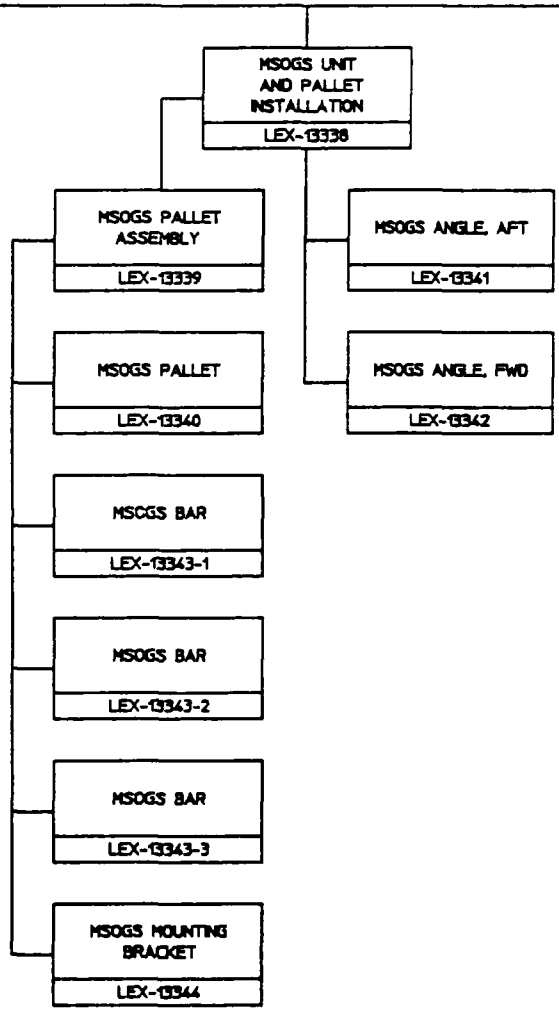 MSOGS UNIT
AND PALLET
INSTALLATION
LEX-13338
MSOGS PALLET
ASSEMBLY
LEX-13339
MSOGS ANGLE, AFT
LEX-13341
MSOGS PALLET
LEX-13340
MSOGS ANGLE, FWD
LEX-13342
MSOGS BAR
LEX-13343-1
MSOGS BAR
LEX-13343-2
MSOGS BAR
LEX-13343-3
MSOGS MOUNTING
BRACKET
LEX-13344